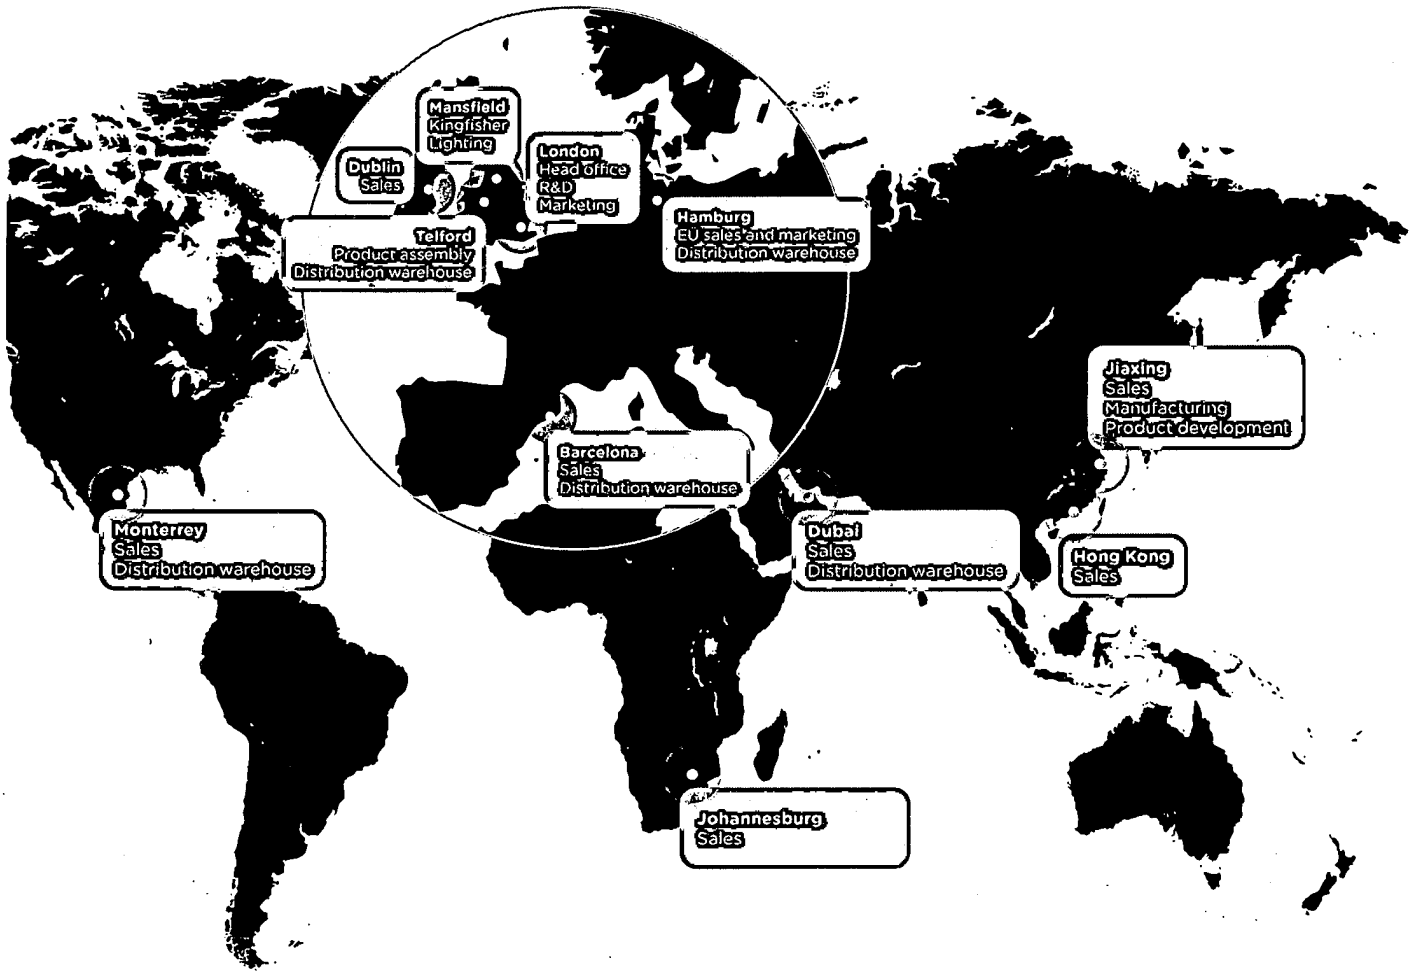 Mansfield
Kingfisher
Lighting
Dublin
Sales
London
Head office
R&D
Marketing
Telford
Product assembly
Distribution warehouse
Hamburg
EU sales and marketing
Distribution warehouse
Jiaxing
Sales
Manufacturing
Product development
Barcelona
Sales
Distribution warehouse
Monterrey
Sales
Distribution warehouse
Dubai
Sales
Distribution warehouse
Hong Kong
Sales
Johannesburg
Sales